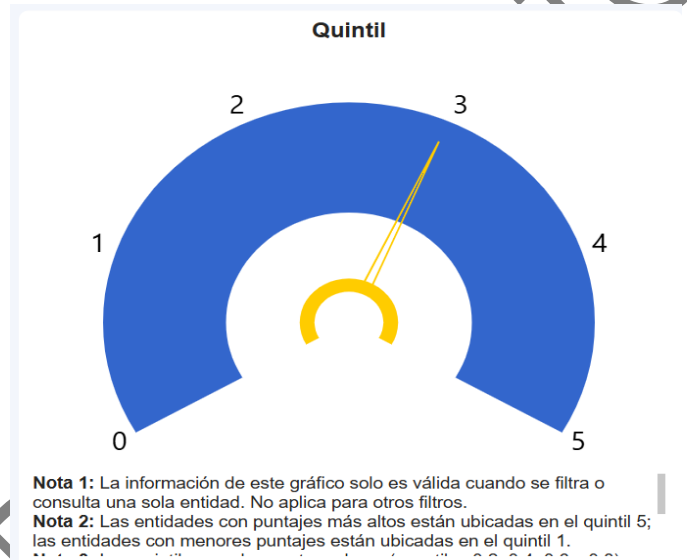 Quintil
2
3
1
4
0
5
Nota 1: La información de este gráfico solo es válida cuando se filtra o
consulta una sola entidad. No aplica para otros filtros.
Nota 2: Las entidades con puntajes más altos están ubicadas en el quintil 5;
las entidades con menores puntajes están ubicadas en el quintil 1.